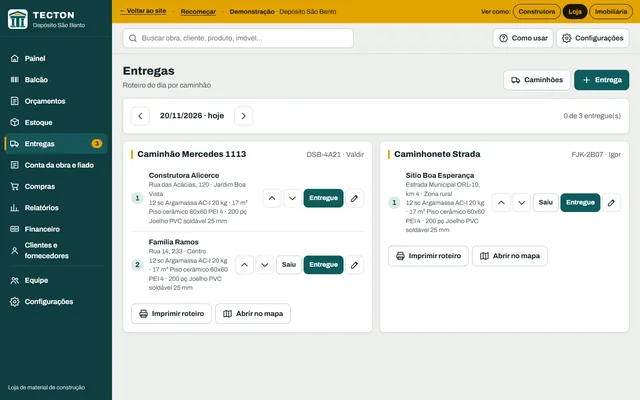 TECTON
Depósito São Bento
← Voltar ao site · Recomeçar · Demonstração · Depósito São Bento
Ver como: Construtora Loja Imobiliária
Buscar obra, cliente, produto, imóvel...
Como usar
Configurações
Painel
Balcão
Orçamentos
Estoque
Entregas 3
Conta da obra e fiado
Compras
Relatórios
Financeiro
Clientes e
fornecedores
Equipe
Configurações
Loja de material de construção
Entregas
Roteiro do dia por caminhão
Caminhões
+ Entrega
20/11/2026 · hoje
0 de 3 entregue(s)
Caminhão Mercedes 1113
DSB-4A21 · Valdir
1
Construtora Alicerce
Rua das Acácias, 120 · Jardim Boa
Vista
12 sc Argamassa AC-I 20 kg · 17 m²
Piso cerâmico 60x60 PEI 4 · 200 pç
Joelho PVC soldável 25 mm
Entregue
2
Família Ramos
Rua 14, 233 · Centro
12 sc Argamassa AC-I 20 kg
· 17 m² Piso cerâmico 60x60
PEI 4 · 200 pç Joelho PVC
soldável 25 mm
Saiu
Entregue
Imprimir roteiro
Abrir no mapa
Caminhonete Strada
FJK-2B07 · Igor
1
Sítio Boa Esperança
Estrada Municipal ORL-10,
km 4 · Zona rural
12 sc Argamassa AC-I 20 kg
· 17 m² Piso cerâmico 60x60
PEI 4 · 200 pç Joelho PVC
soldável 25 mm
Saiu
Entregue
Imprimir roteiro
Abrir no mapa